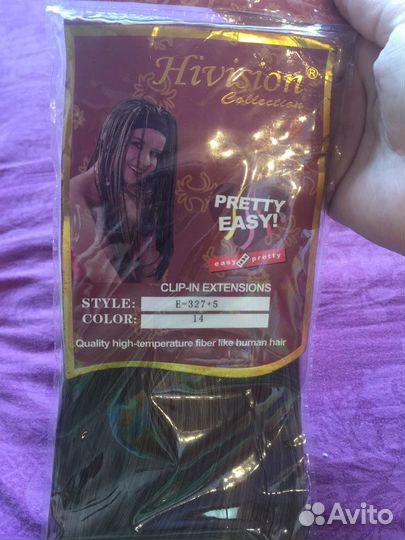 Hivision®
Collection
PRETTY
EASY!
easy and pretty
CLIP-IN EXTENSIONS
STYLE: E-327+5
COLOR: 14
Quality high-temperature fiber like human hair
Avito